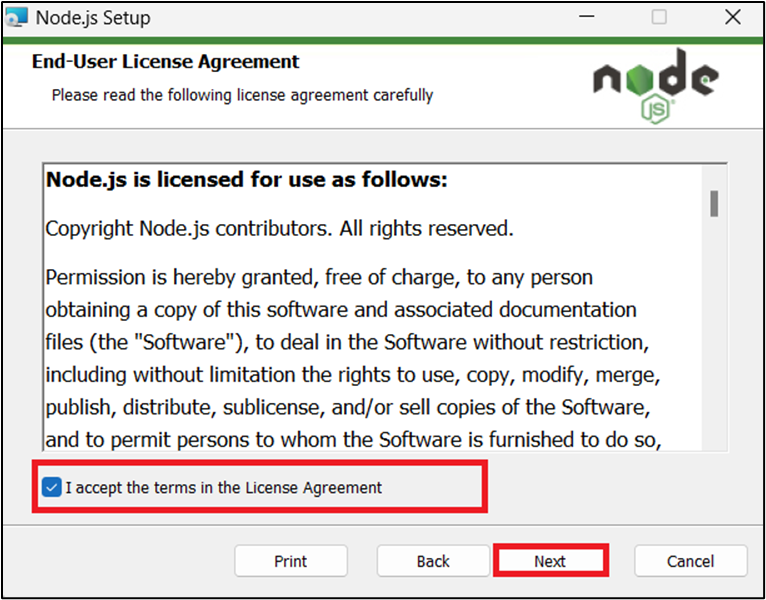 Node.js Setup
End-User License Agreement
Please read the following license agreement carefully
node
JS
Node.js is licensed for use as follows:
Copyright Node.js contributors. All rights reserved.
Permission is hereby granted, free of charge, to any person
obtaining a copy of this software and associated documentation
files (the "Software"), to deal in the Software without restriction,
including without limitation the rights to use, copy, modify, merge,
publish, distribute, sublicense, and/or sell copies of the Software,
and to permit persons to whom the Software is furnished to do so,
I accept the terms in the License Agreement
Print Back Next Cancel